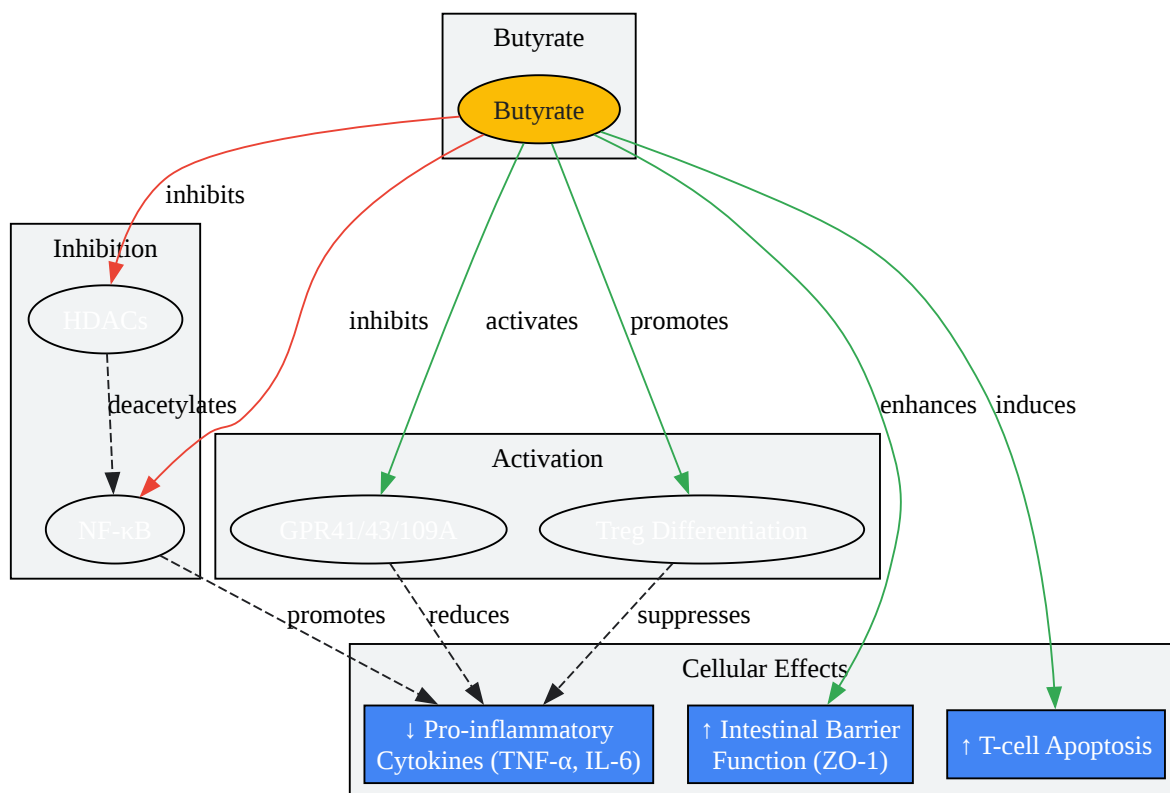 Butyrate
Butyrate
inhibits
Inhibition
HDACs
inhibits
activates
promotes
deacetylates
enhances
induces
Activation
NF-κB
GPR41/43/109A
Treg Differentiation
promotes
reduces
suppresses
Cellular Effects
↓ Pro-inflammatory
Cytokines (TNF-α, IL-6)
↑ Intestinal Barrier
Function (ZO-1)
↑ T-cell Apoptosis